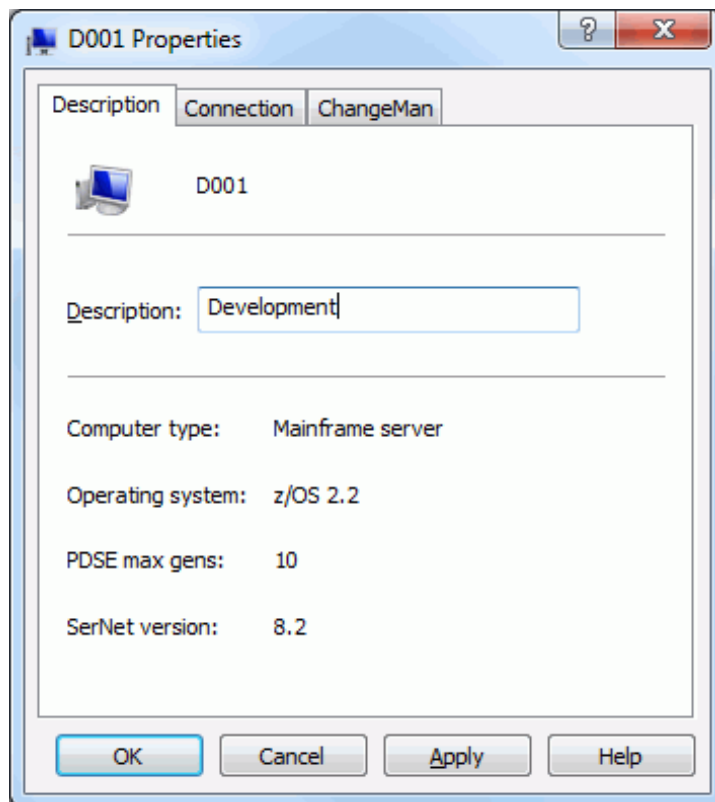 D001 Properties
Description Connection ChangeMan
D001
Description: Development
Computer type: Mainframe server
Operating system: z/OS 2.2
PDSE max gens: 10
SerNet version: 8.2
OK Cancel Apply Help